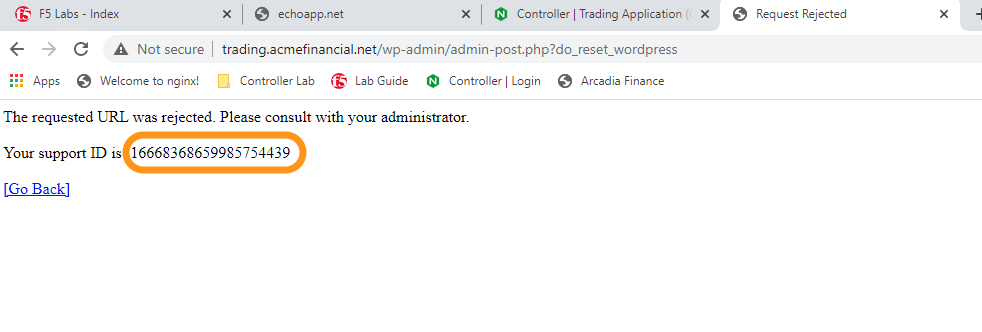 F5 Labs - Index
echoapp.net
Controller | Trading Application (
Request Rejected
Not secure | trading.acmefinancial.net/wp-admin/admin-post.php?do_reset_wordpress
Apps
Welcome to nginx!
Controller Lab
Lab Guide
Controller | Login
Arcadia Finance
The requested URL was rejected. Please consult with your administrator.
Your support ID is: 16668368659985754439
[Go Back]